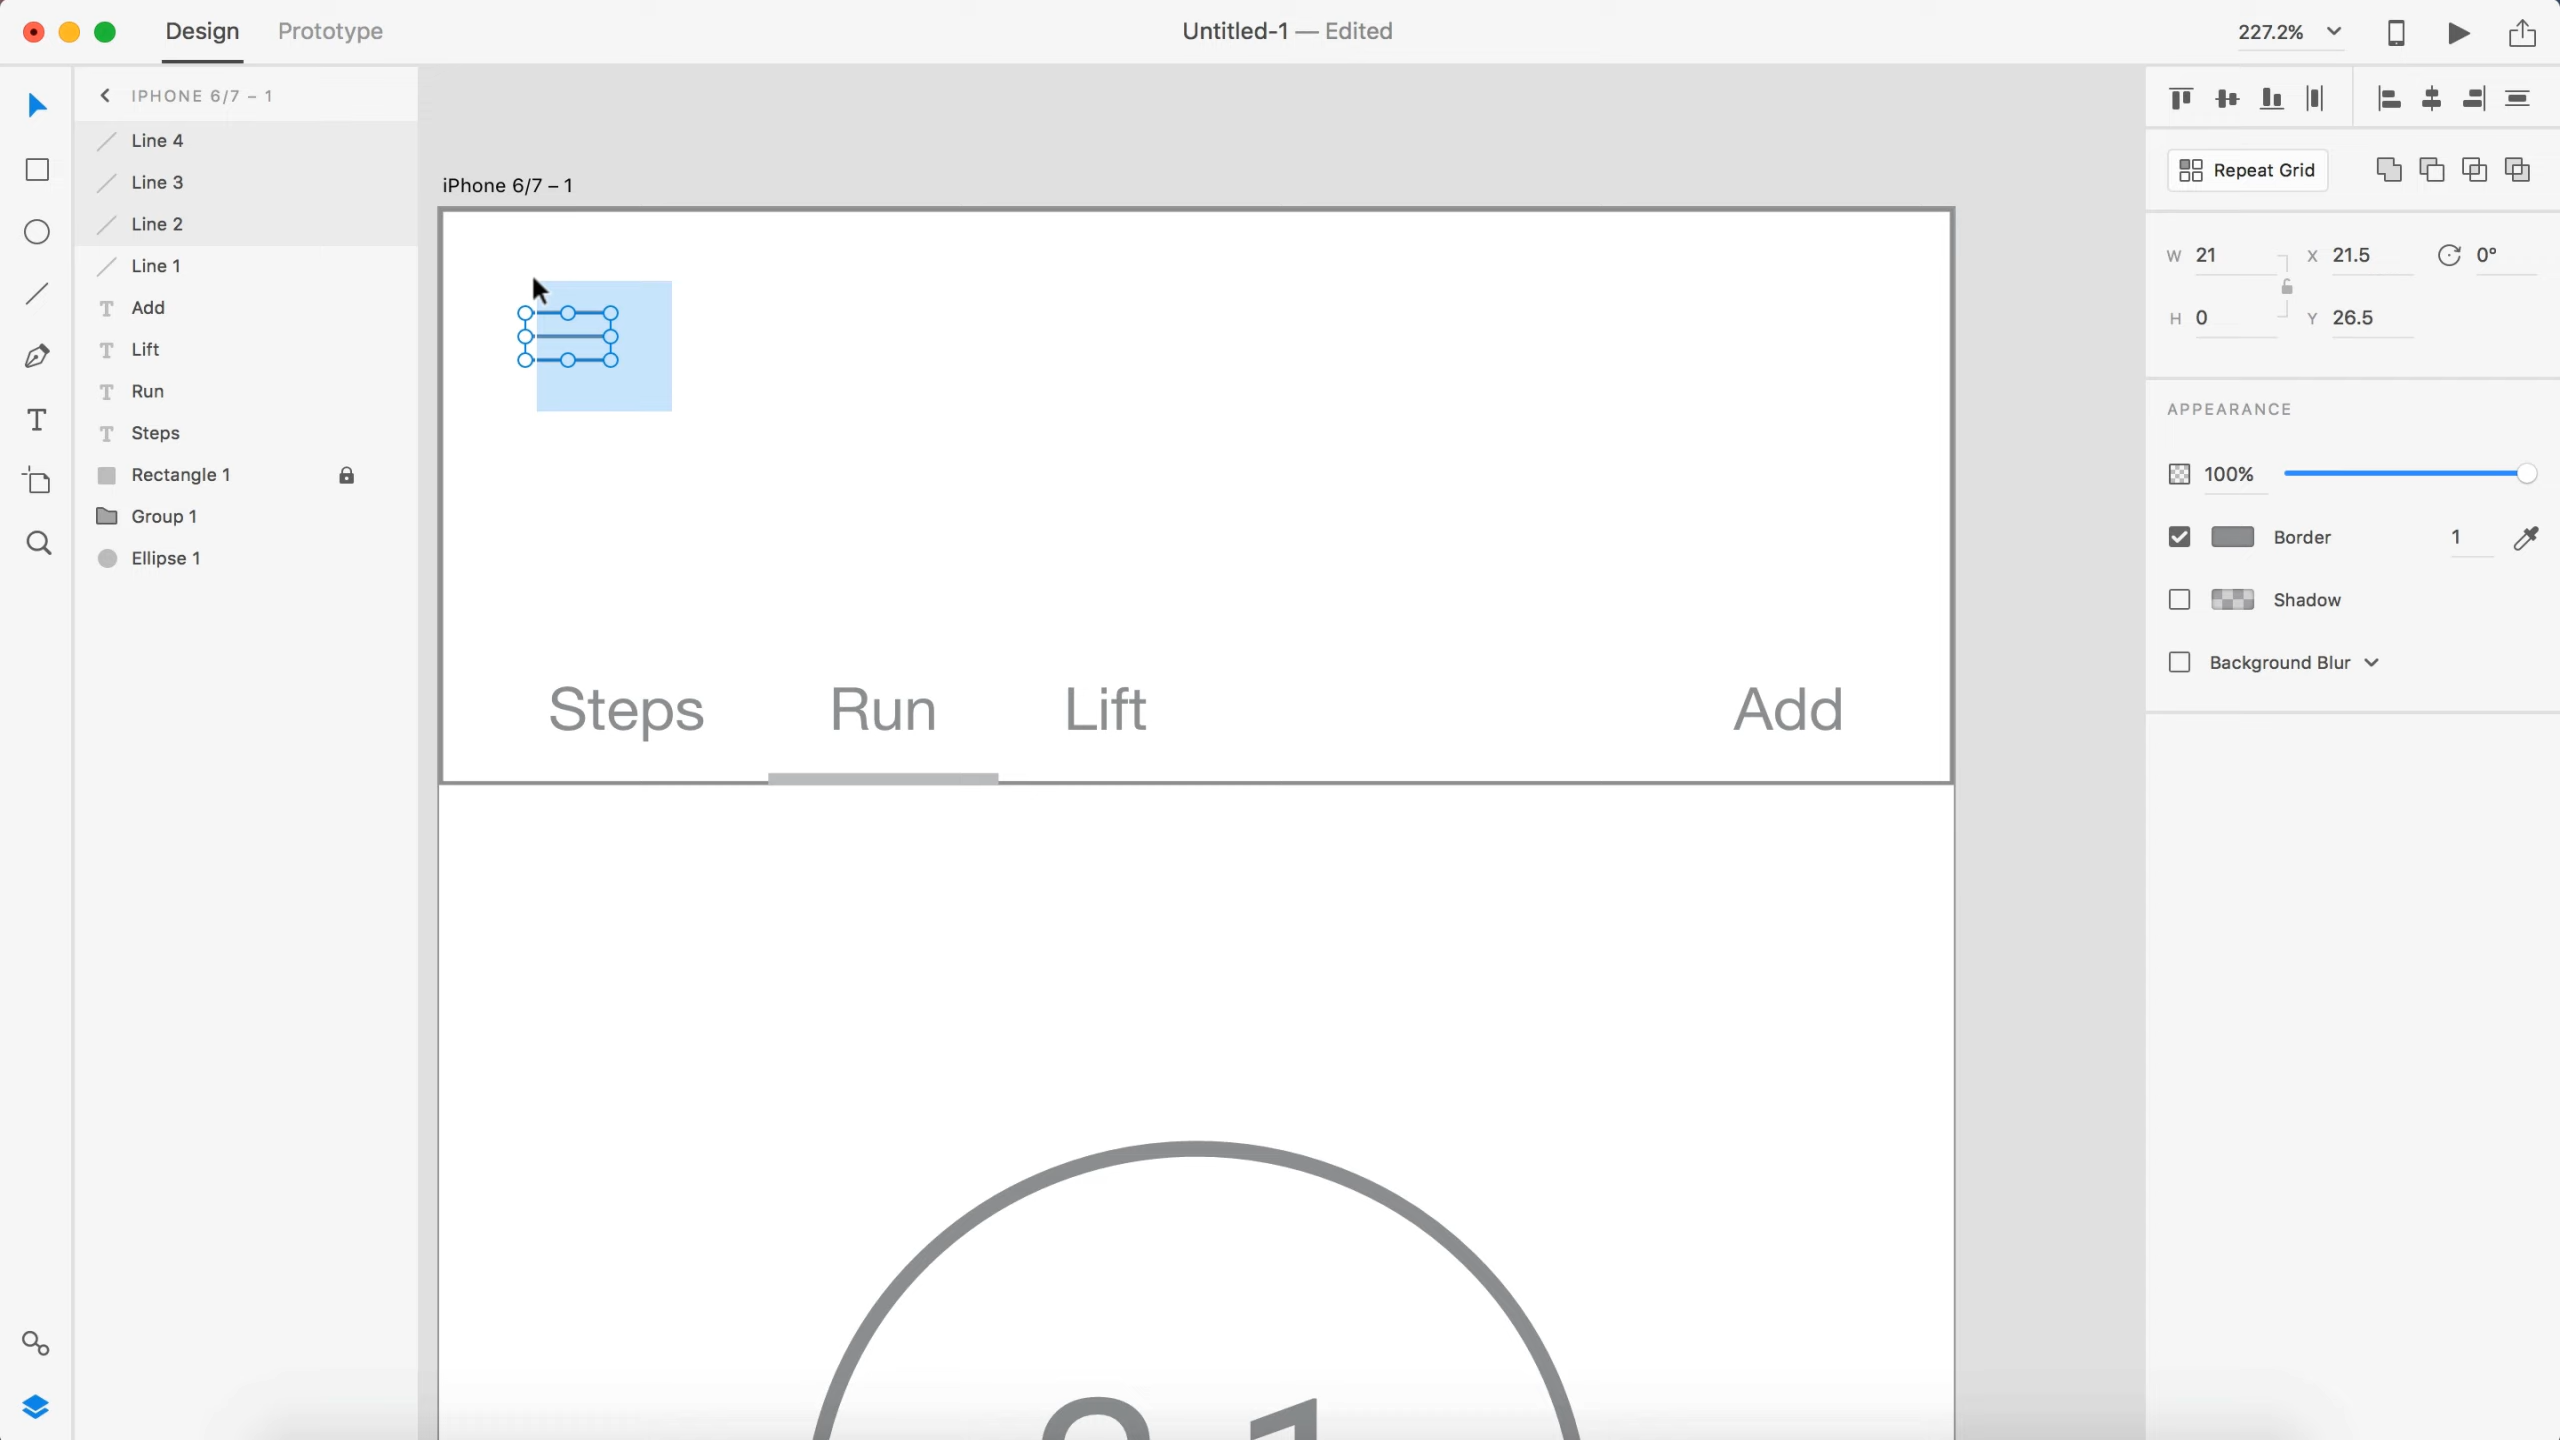 Design Prototype Untitled-1 — Edited 227.2%
IPHONE 6/7 – 1
Line 4
Line 3
Line 2
Line 1
Add
Lift
Run
Steps
Rectangle 1
Group 1
Ellipse 1
iPhone 6/7 – 1
Steps Run Lift Add
Repeat Grid
W 21 X 21.5 0°
H 0 Y 26.5
APPEARANCE
100%
Border 1
Shadow
Background Blur